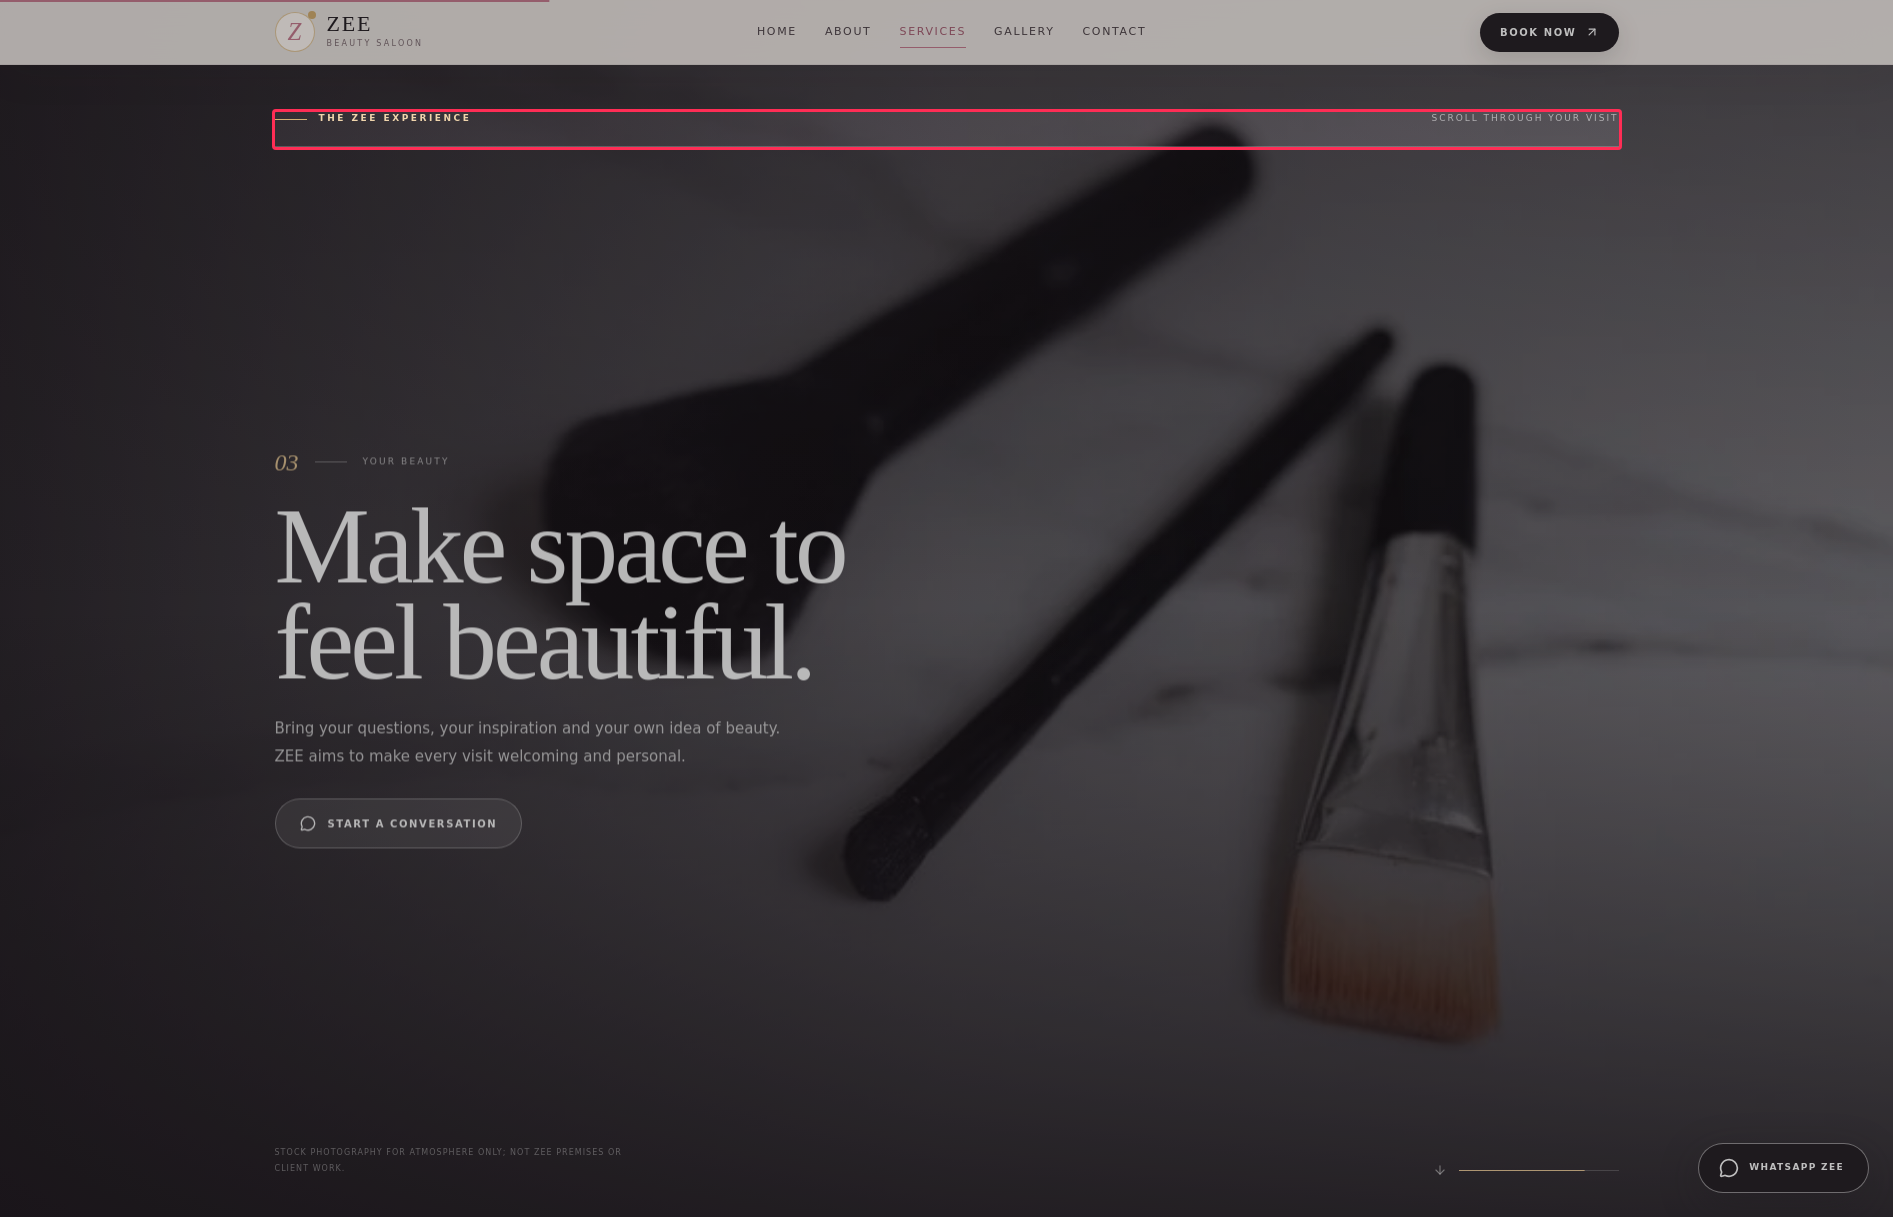 Z
ZEE
BEAUTY SALOON
HOME
ABOUT
SERVICES
GALLERY
CONTACT
BOOK NOW
THE ZEE EXPERIENCE
SCROLL THROUGH YOUR VISIT
03
YOUR BEAUTY
Make space to
feel beautiful.
Bring your questions, your inspiration and your own idea of beauty.
ZEE aims to make every visit welcoming and personal.
START A CONVERSATION
STOCK PHOTOGRAPHY FOR ATMOSPHERE ONLY; NOT ZEE PREMISES OR
CLIENT WORK.
WHATSAPP ZEE